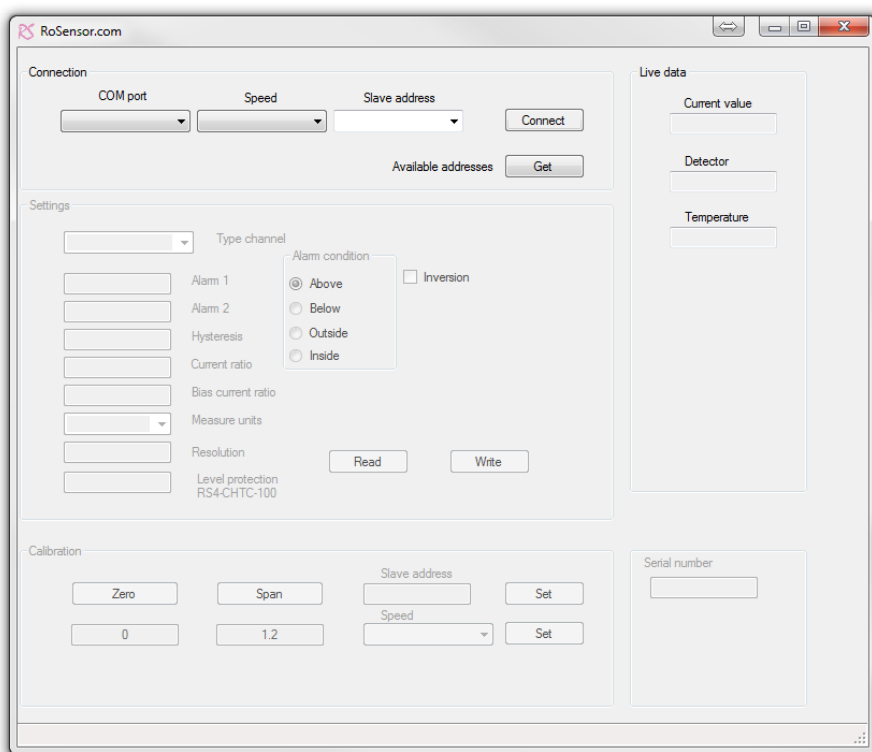 RS RoSensor.com
Connection
COM port
Speed
Slave address
Connect
Available addresses
Get
Settings
Type channel
Alarm 1
Alarm 2
Hysteresis
Current ratio
Bias current ratio
Measure units
Resolution
Level protection
RS4-CHTC-100
Alarm condition
Above
Below
Outside
Inside
Inversion
Read
Write
Live data
Current value
Detector
Temperature
Calibration
Zero
Span
0
1.2
Slave address
Set
Speed
Set
Serial number